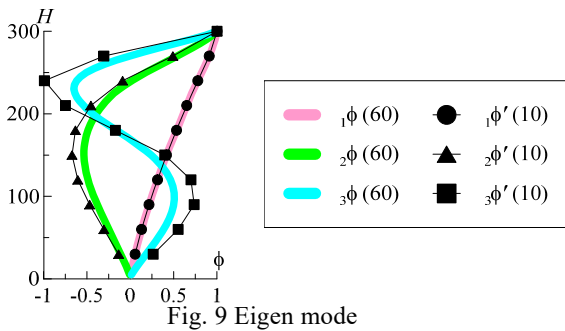 H
300
200
100
0
-1 -0.5 0 0.5 1
ϕ
₁ϕ (60) ₁ϕ′ (10)
₂ϕ (60) ₂ϕ′ (10)
₃ϕ (60) ₃ϕ′ (10)
Fig. 9 Eigen mode